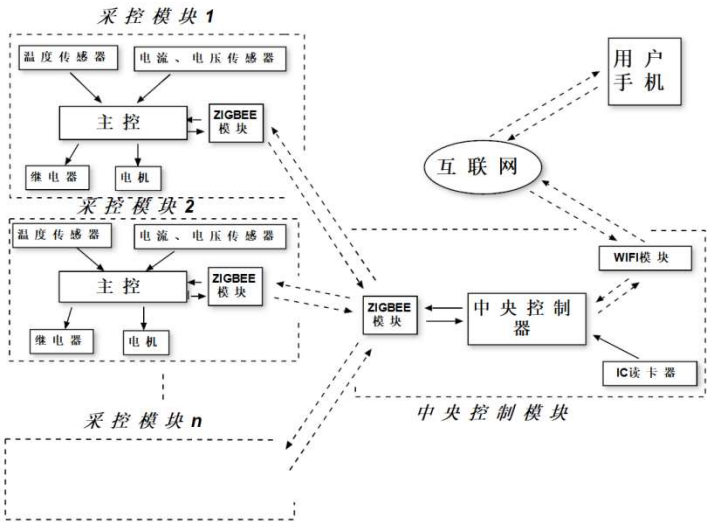 采控模块1
温度传感器
电流、电压传感器
主控
ZIGBEE
模块
继电器
电机
采控模块2
温度传感器
电流、电压传感器
主控
ZIGBEE
模块
继电器
电机
采控模块n
用户
手机
互联网
WIFI模块
ZIGBEE
模块
中央控制
器
IC读卡器
中央控制模块